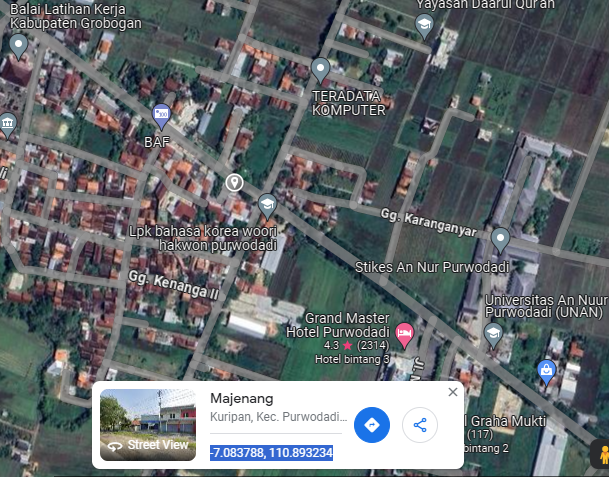 Balai Latihan Kerja
Kabupaten Grobogan
Yayasan Daarul Qur'an
TERADATA
KOMPUTER
BAF
Lpk bahasa korea woori
hakwon purwodadi
Gg. Karanganyar
Stikes An Nur Purwodadi
Gg. Kenanga Ii
Universitas An Nuur
Purwodadi (UNAN)
Grand Master
Hotel Purwodadi
4.3 ★ (2314)
Hotel bintang 3
l Graha Mukti
(117)
bintang 2
Majenang
Kuripan, Kec. Purwodadi...
Street View
-7.083788, 110.893234